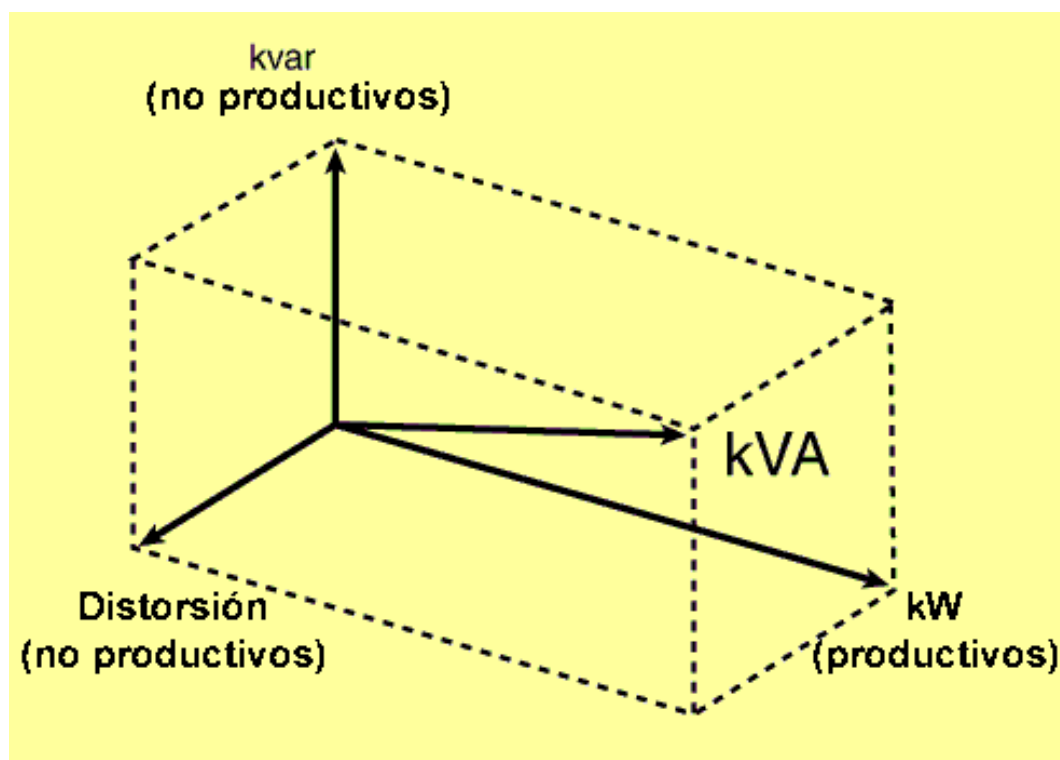 kvar
(no productivos)
kVA
Distorsión
(no productivos)
kW
(productivos)